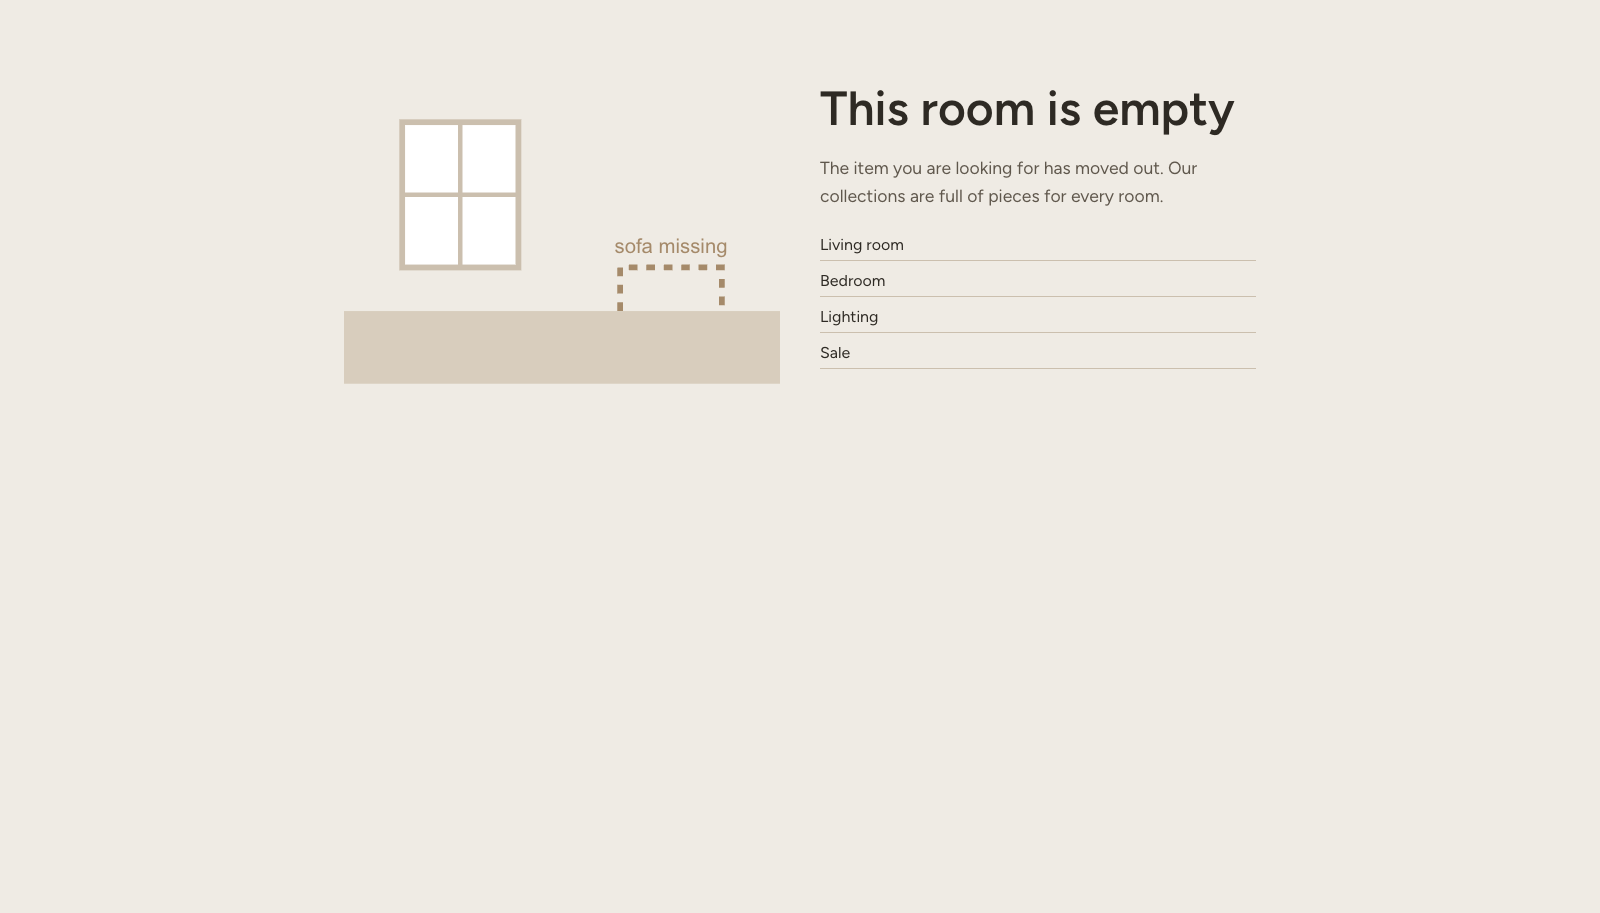 sofa missing
This room is empty
The item you are looking for has moved out. Our
collections are full of pieces for every room.
Living room
Bedroom
Lighting
Sale